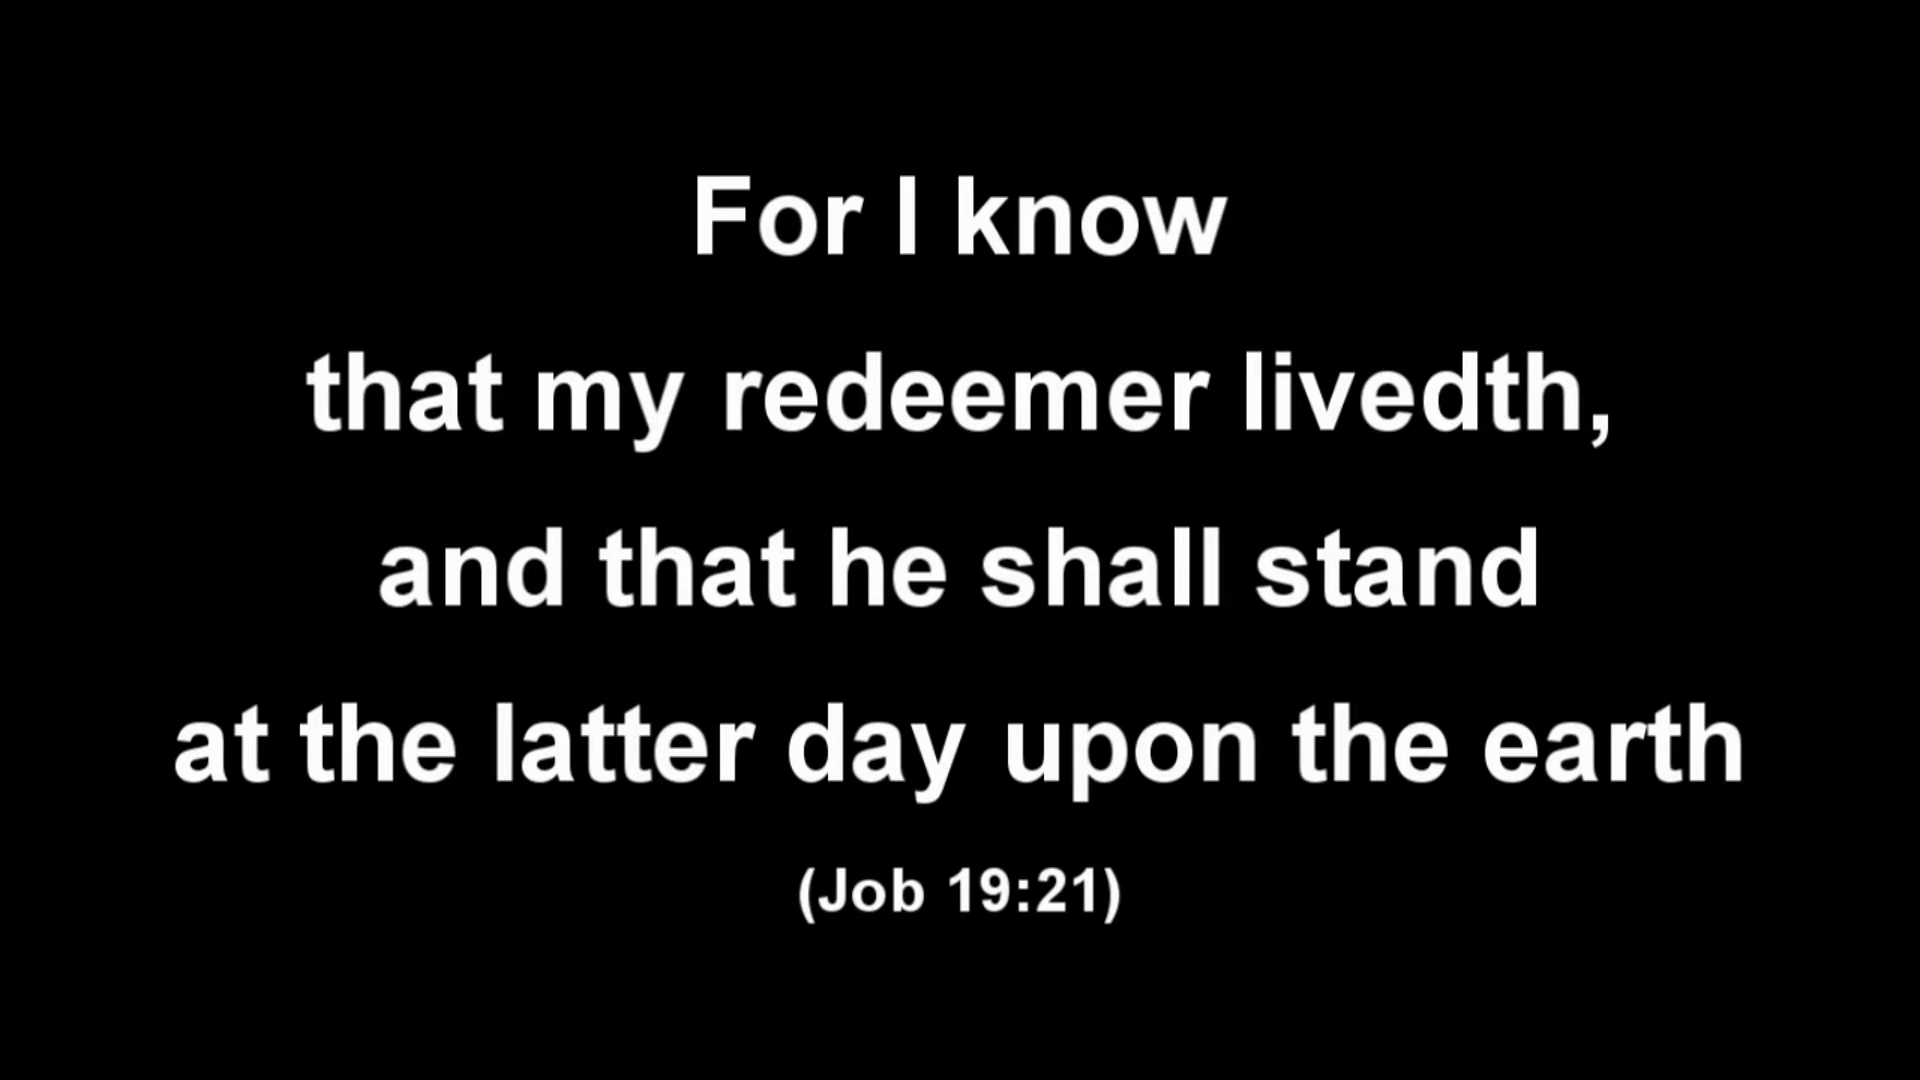 For I know
that my redeemer livedth,
and that he shall stand
at the latter day upon the earth
(Job 19:21)